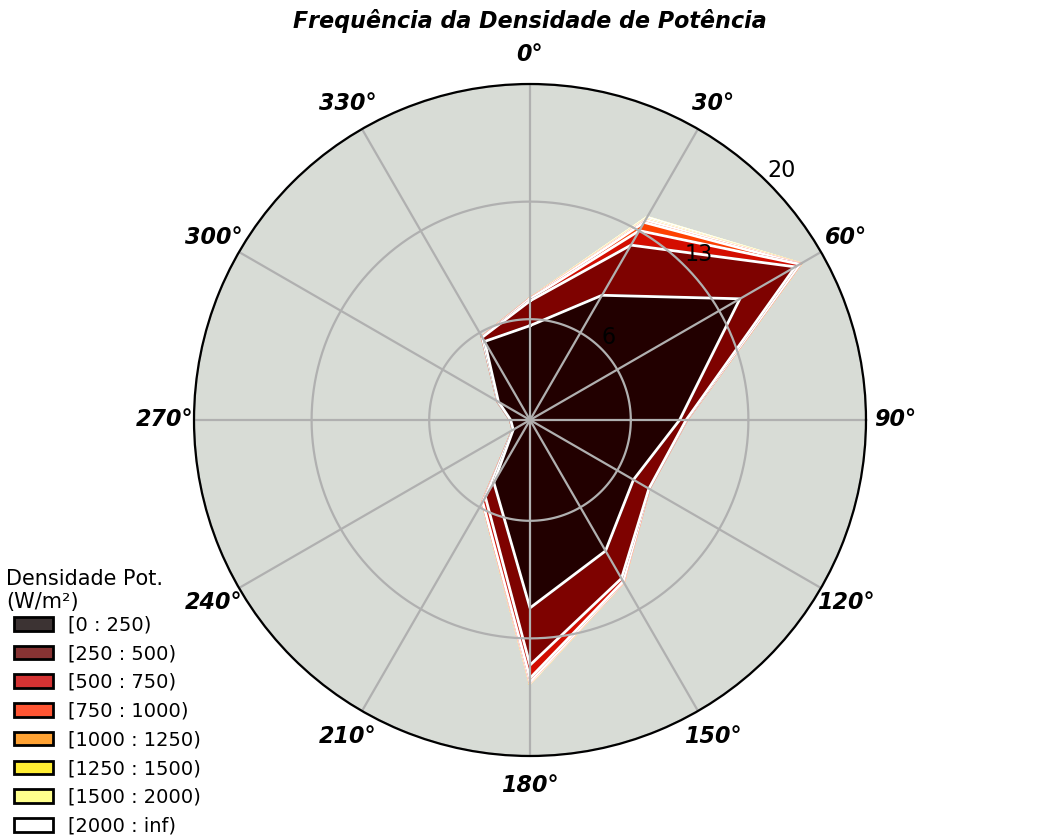 Frequência da Densidade de Potência
0°
330°
30°
20
300°
60°
13
6
270°
90°
240°
120°
210°
150°
180°
Densidade Pot.
(W/m²)
[0 : 250)
[250 : 500)
[500 : 750)
[750 : 1000)
[1000 : 1250)
[1250 : 1500)
[1500 : 2000)
[2000 : inf)